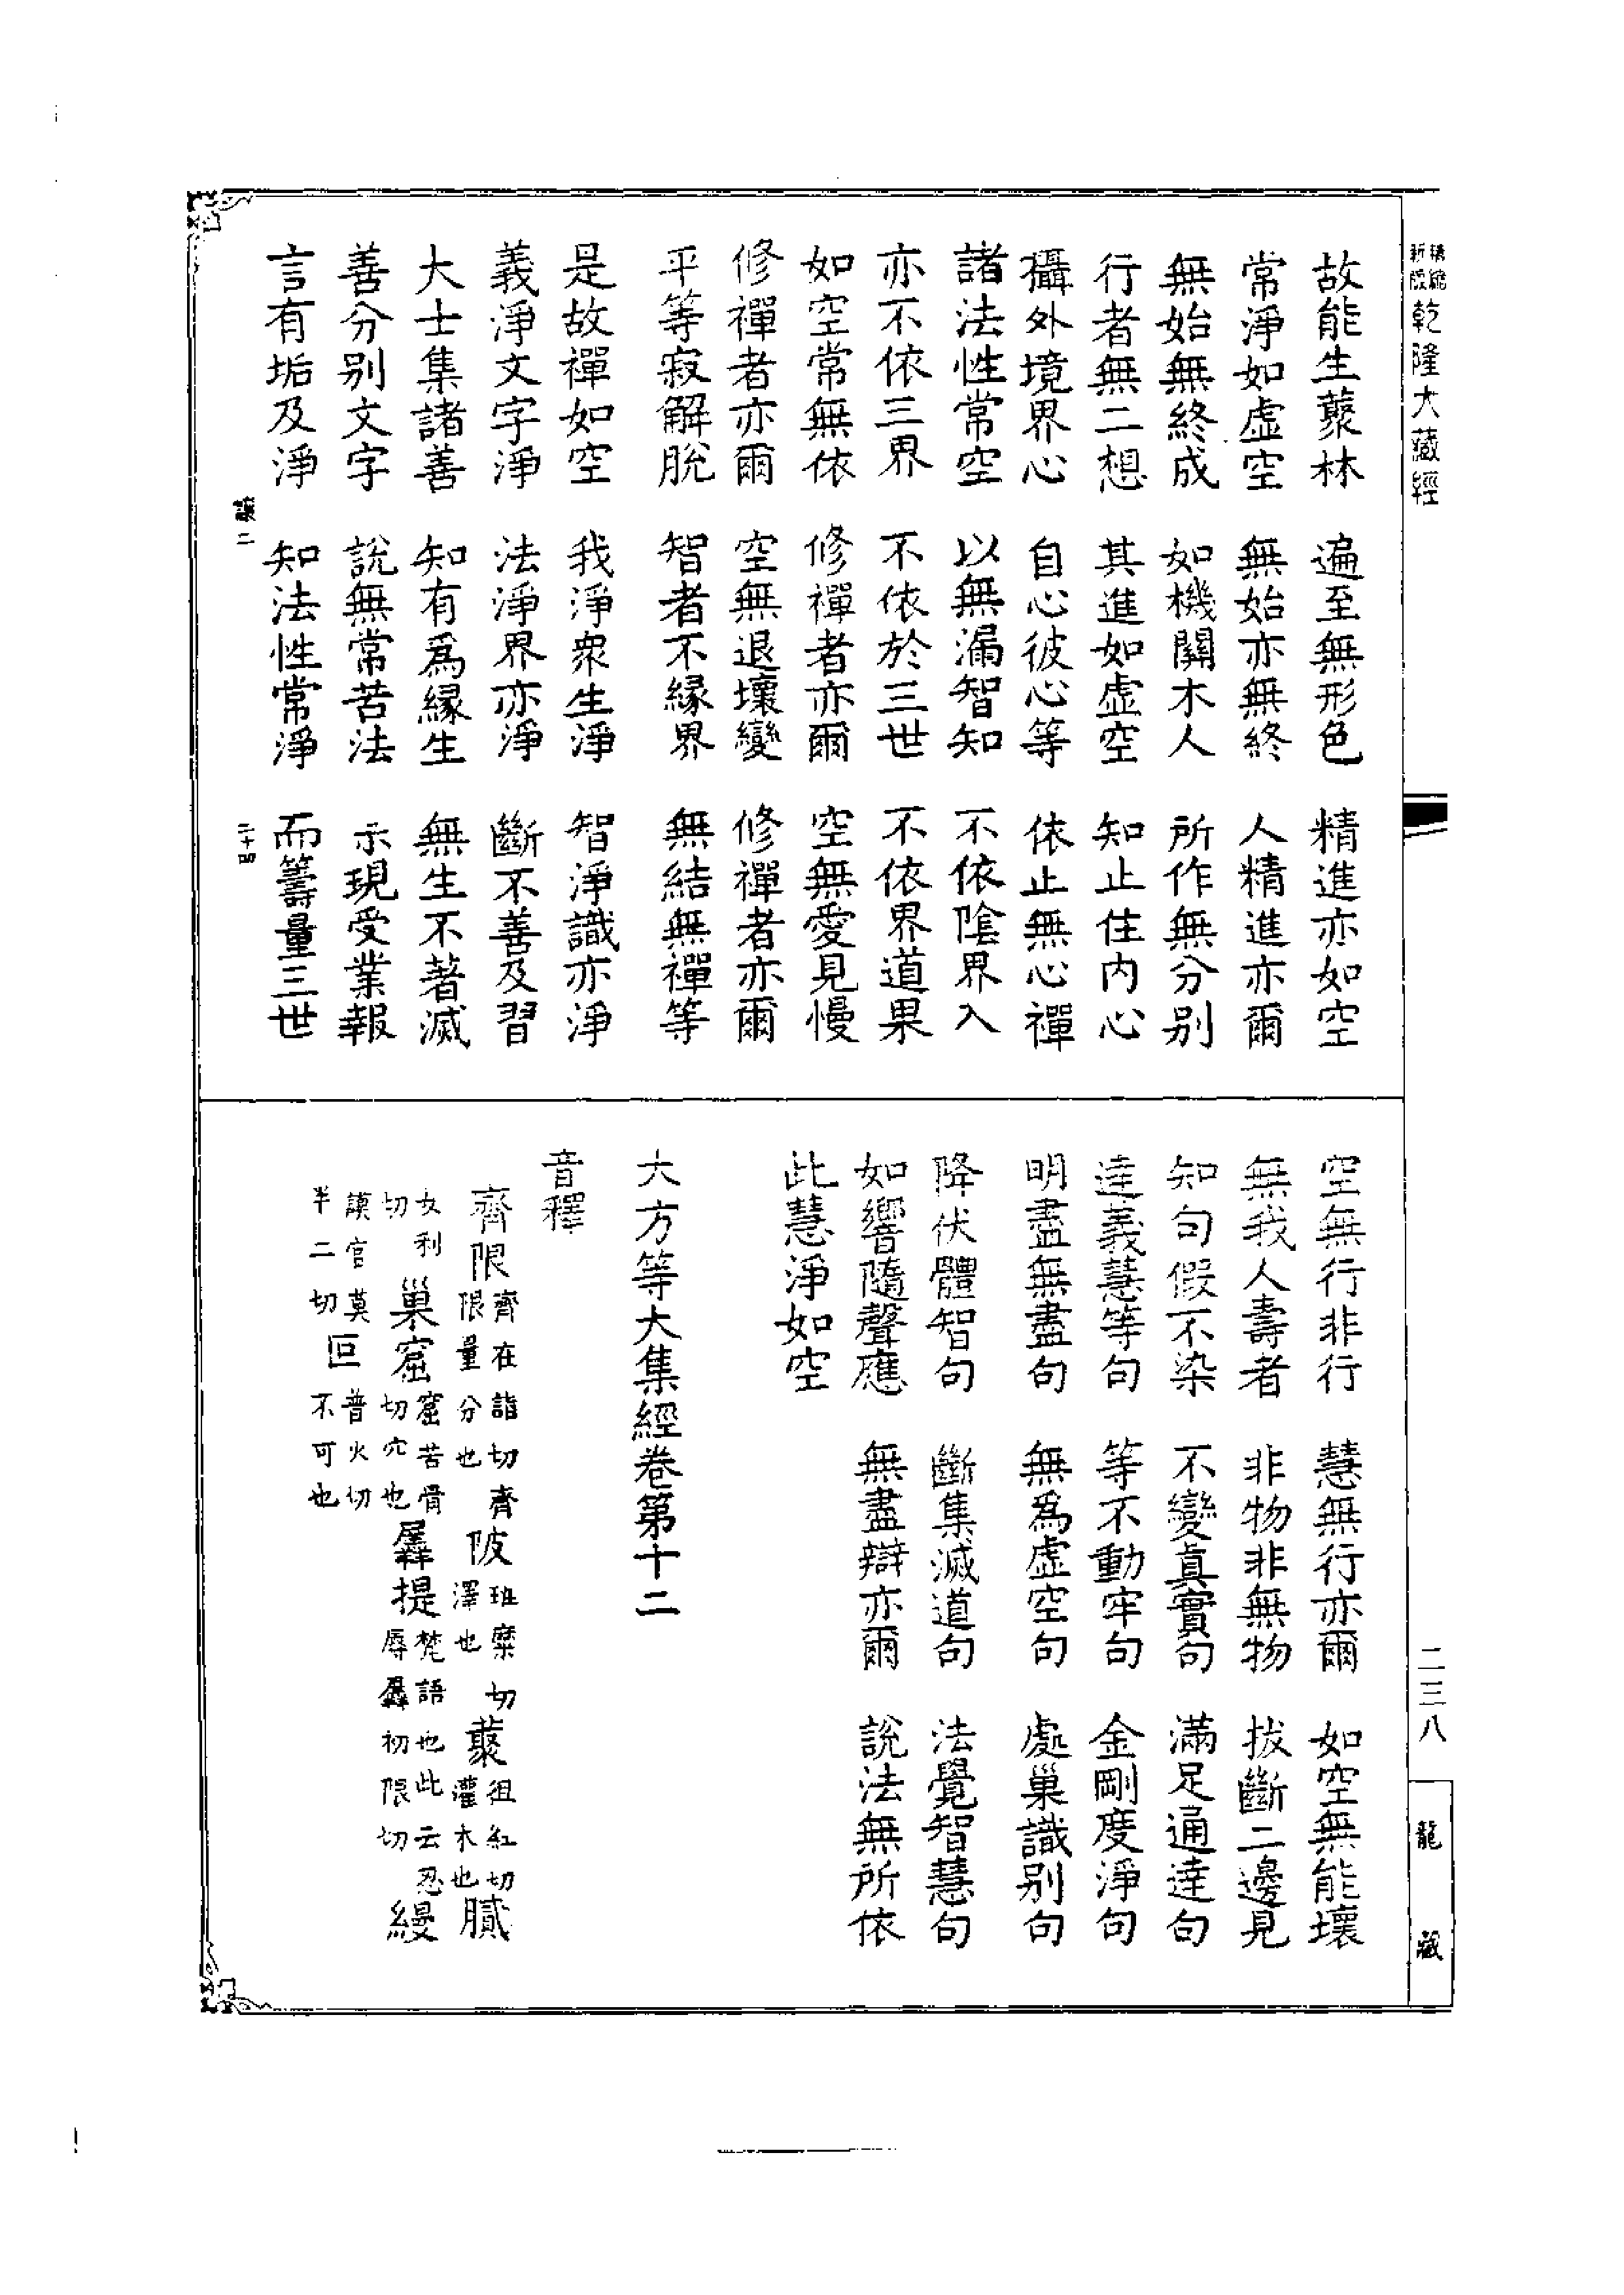 精縮
新版
乾隆大藏經
故能生藂林　遍至無形色　精進亦如空
常淨如虛空　無始亦無終　人精進亦爾
無始無終成　如機關木人　所作無分別
行者無二想　其進如虛空　知止住內心
攝外境界心　自心彼心等　依止無心禪
諸法性常空　以無漏智知　不依陰界入
亦不依三界　不依於三世　不依界道果
如空常無依　修禪者亦爾　空無愛見慢
修禪者亦爾　空無退壞變　修禪者亦爾
平等寂解脫　智者不緣界　無結無禪等
是故禪如空　我淨衆生淨　智淨識亦淨
義淨文字淨　法淨界亦淨　斷不善及習
大士集諸善　知有爲緣生　無生不著滅
善分別文字　說無常苦法　示現受業報
言有垢及淨　知法性常淨　而籌量三世
讓二　二十四
空無行非行　慧無行亦爾　如空無能壞
無我人壽者　非物非無物　拔斷二邊見
知句假不染　不變真實句　滿足通達句
達義慧等句　等不動牢句　金剛度淨句
明盡無盡句　無爲虛空句　處巢識別句
降伏體智句　斷集滅道句　法覺智慧句
如響隨聲應　無盡辯亦爾　說法無所依
此慧淨如空
大方等大集經卷第十二
音釋
齊限齊在詣切齊限量分也　陂班縻切澤也　藂徂紅切灌木也　膩
女利切　巢窟窟苦骨切穴也　羼提梵語也此云忍辱羼初限切　縵
謨官莫半二切　叵普火切不可也
二三八
龍藏